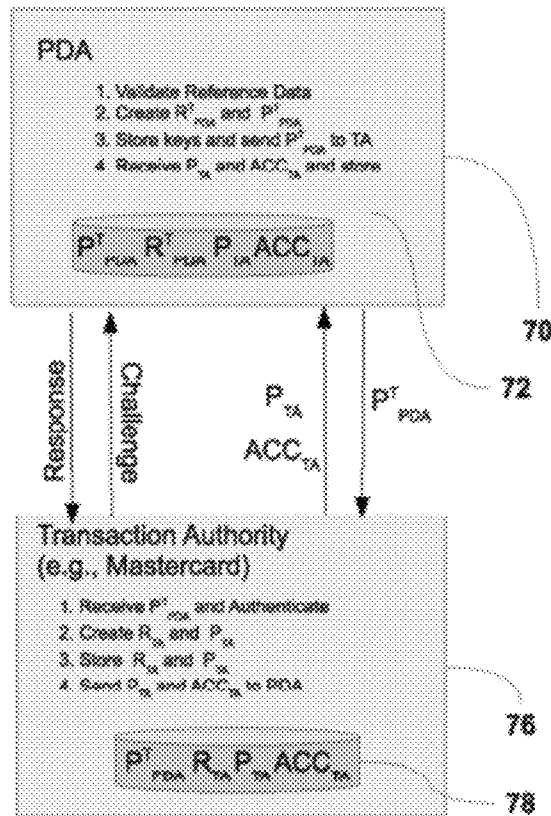 PDA
1. Validate Reference Data
2. Create R^T_PDA and P^T_PDA
3. Store keys and send P^T_PDA to TA
4. Receive P_TA and ACC_TA and store
P^T_PDA R^T_PDA P_TA ACC_TA
70
72
Response
Challenge
P_TA
ACC_TA
P^T_PDA
Transaction Authority
(e.g., Mastercard)
1. Receive P^T_PDA and Authenticate
2. Create R_TA and P_TA
3. Store R_TA and P_TA
4. Send P_TA and ACC_TA to PDA
76
P^T_PDA R_TA P_TA ACC_TA
78